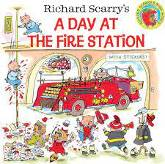 Richard Scarry's
A DAY AT
THE FIRE STATION
WITH STICKERS!